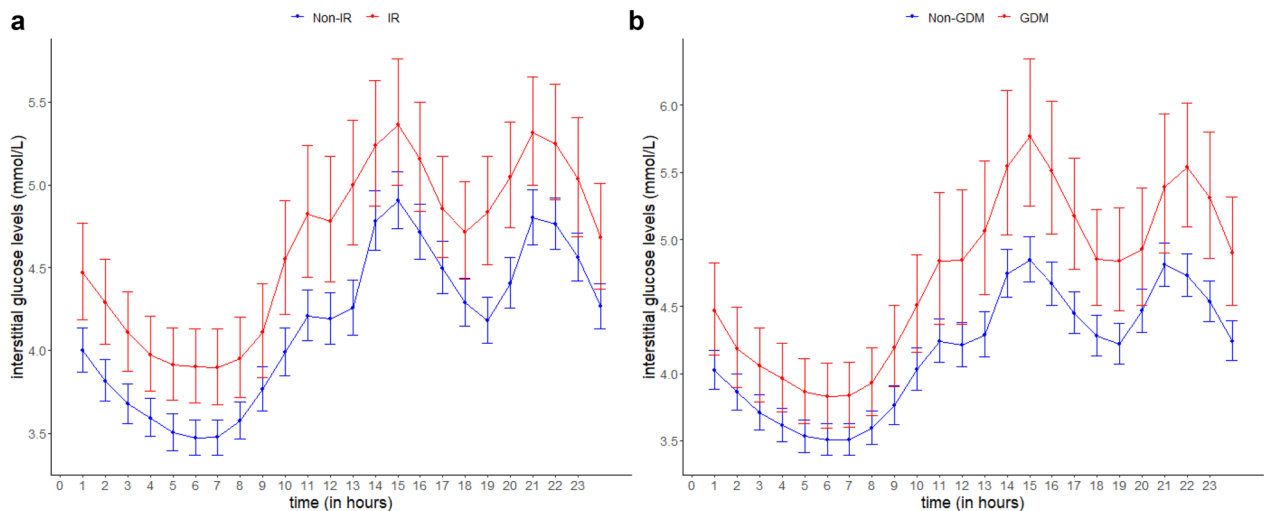 a
Non-IR IR
interstitial glucose levels (mmol/L)
5.5
5.0
4.5
4.0
3.5
0 1 2 3 4 5 6 7 8 9 10 11 12 13 14 15 16 17 18 19 20 21 22 23
time (in hours)
b
Non-GDM GDM
interstitial glucose levels (mmol/L)
6.0
5.5
5.0
4.5
4.0
3.5
0 1 2 3 4 5 6 7 8 9 10 11 12 13 14 15 16 17 18 19 20 21 22 23
time (in hours)